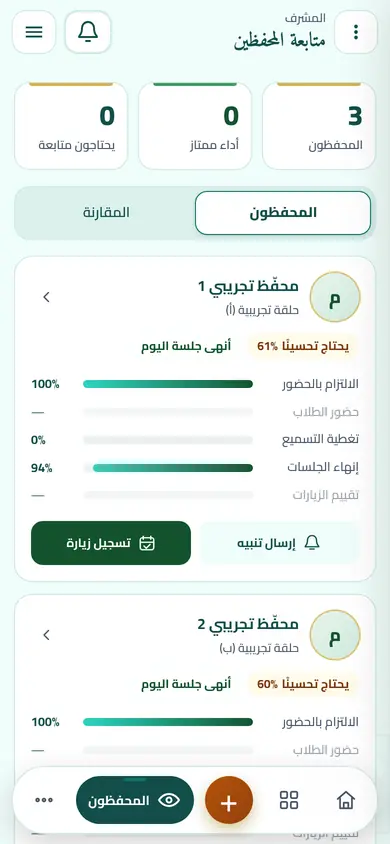 المشرف
متابعة المحفظين
3
المحفظون
0
أداء ممتاز
0
يحتاجون متابعة
المحفظون
المقارنة
م
محفّظ تجريبي 1
حلقة تجريبية (أ)
يحتاج تحسينًا 61%
أنهى جلسة اليوم
الالتزام بالحضور 100%
حضور الطلاب —
تغطية التسميع 0%
إنهاء الجلسات 94%
تقييم الزيارات —
إرسال تنبيه
تسجيل زيارة
م
محفّظ تجريبي 2
حلقة تجريبية (ب)
يحتاج تحسينًا 60%
أنهى جلسة اليوم
الالتزام بالحضور 100%
حضور الطلاب —
المحفظون
تقييم الزيارات —